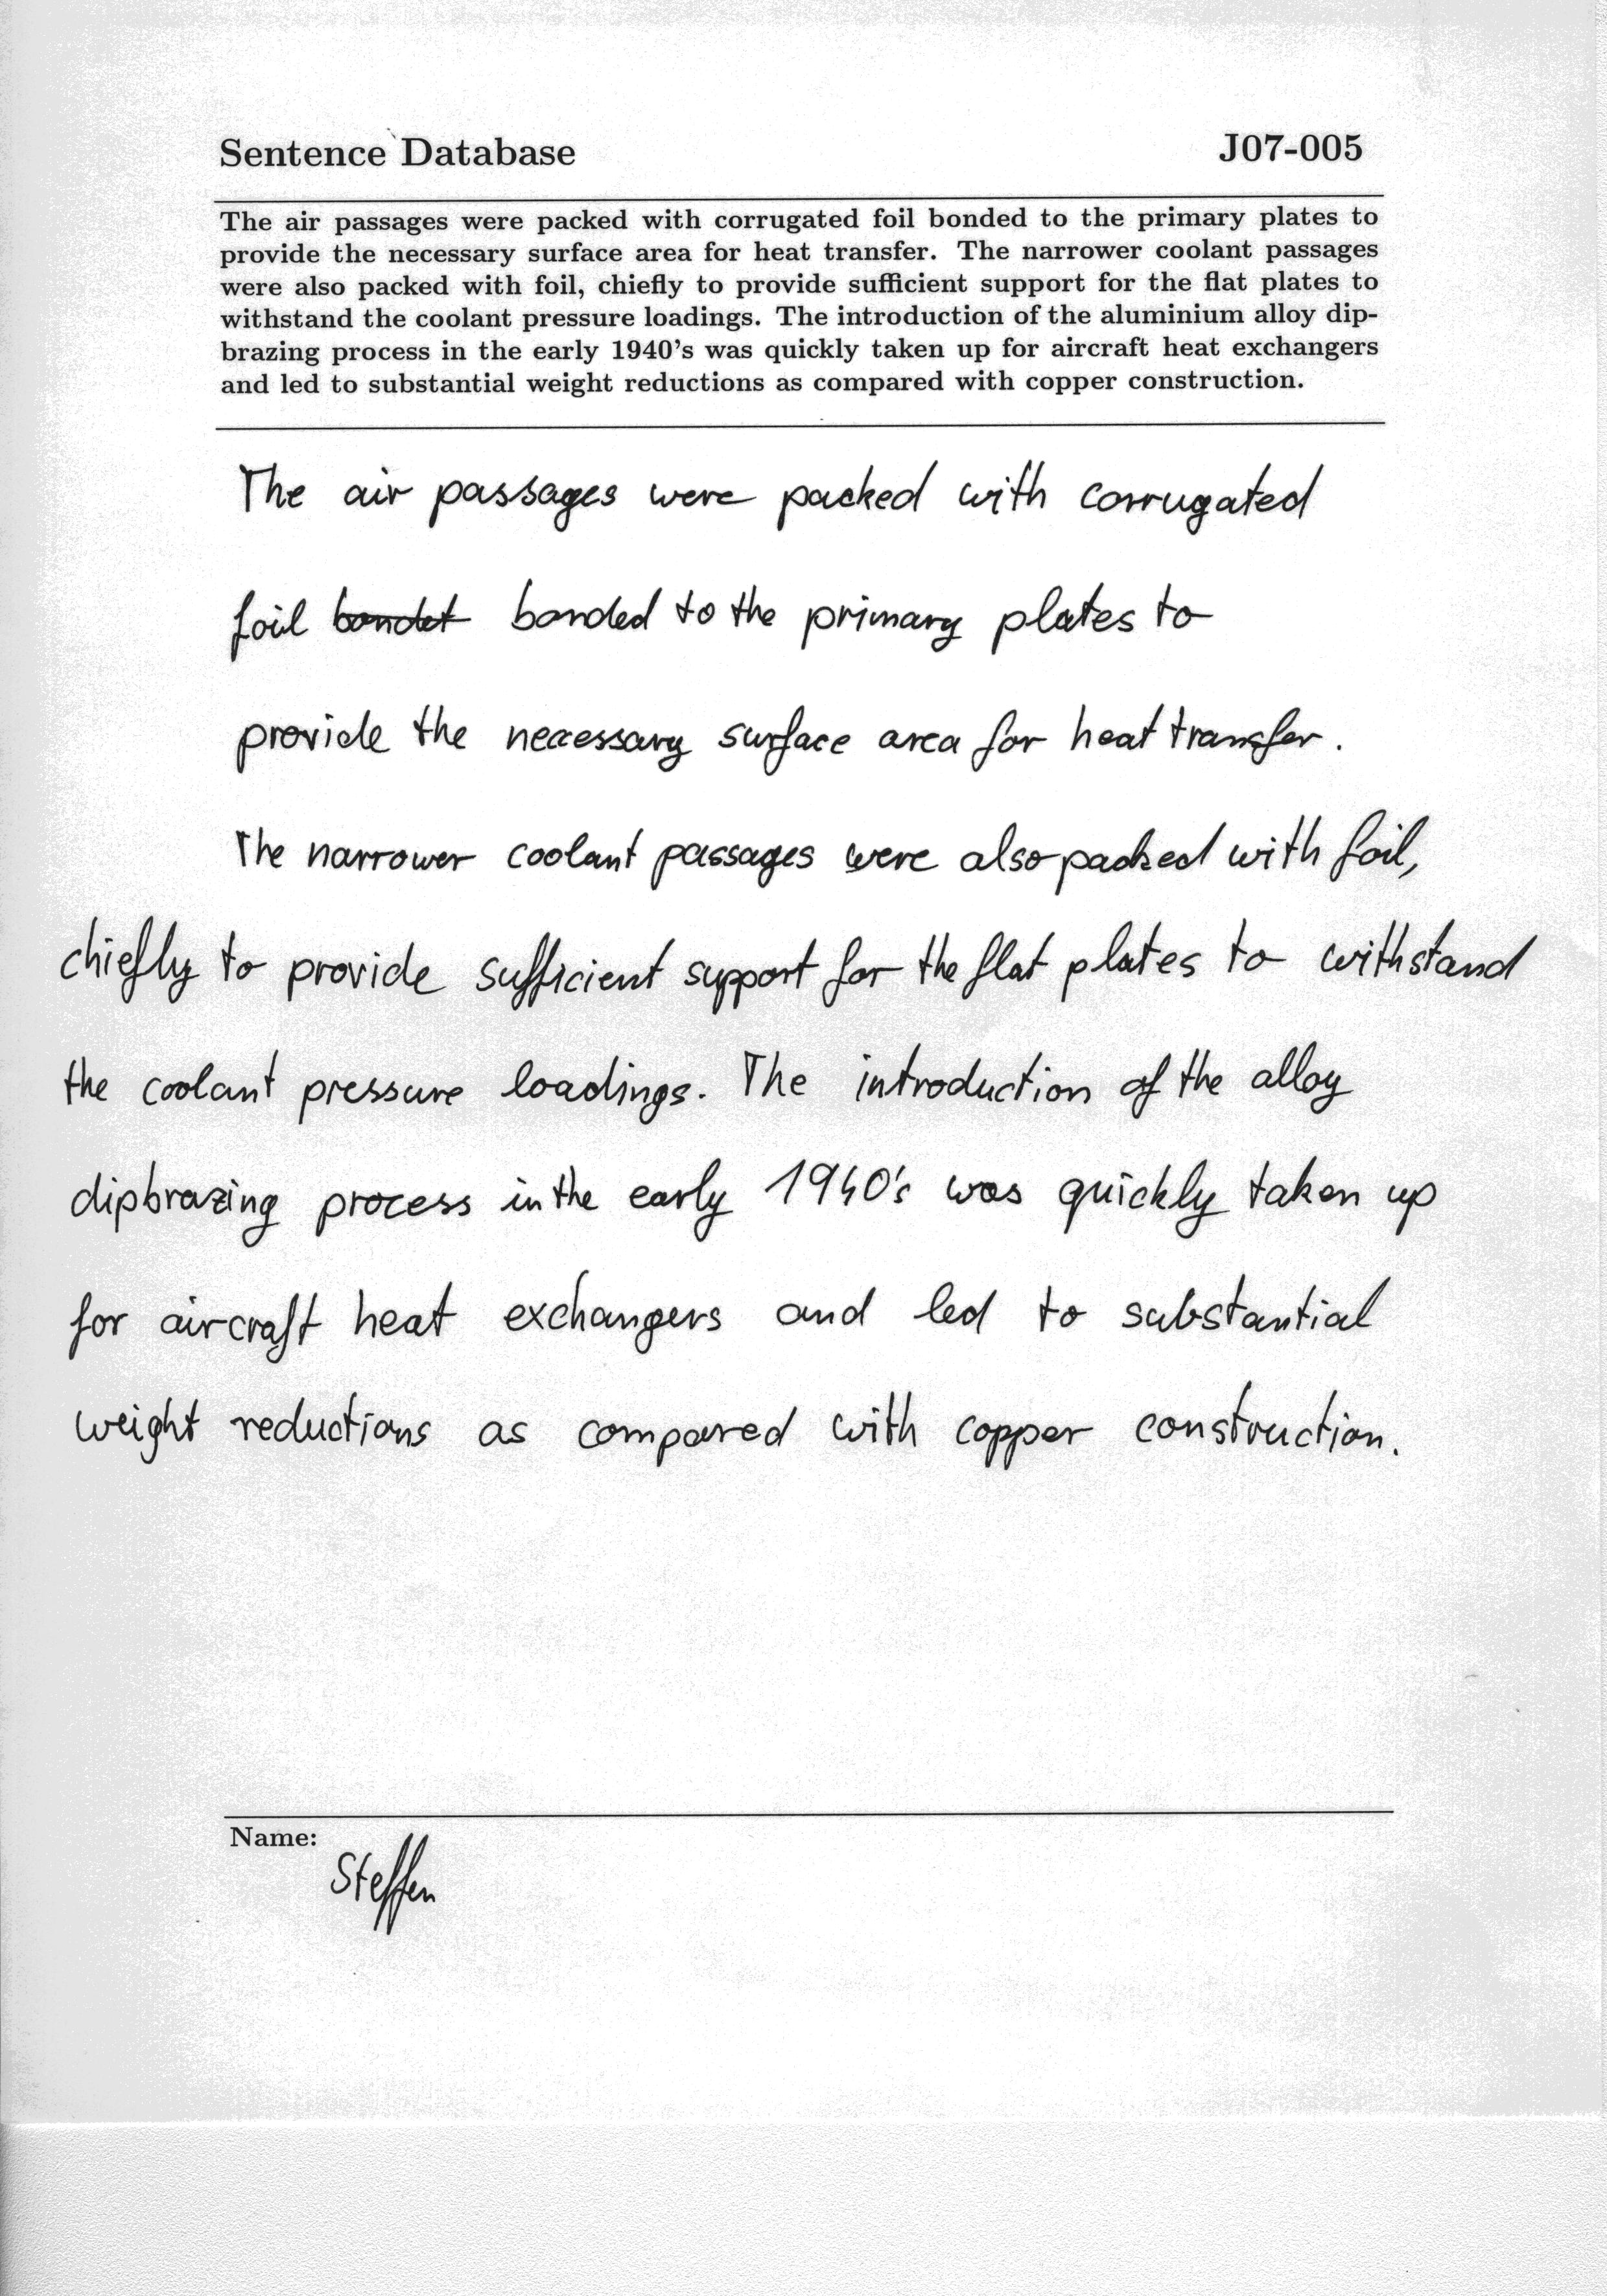 Sentence Database J07-005
The air passages were packed with corrugated foil bonded to the primary plates to
provide the necessary surface area for heat transfer. The narrower coolant passages
were also packed with foil, chiefly to provide sufficient support for the flat plates to
withstand the coolant pressure loadings. The introduction of the aluminium alloy dip-
brazing process in the early 1940's was quickly taken up for aircraft heat exchangers
and led to substantial weight reductions as compared with copper construction.
The air passages were packed with corrugated
foil bondet bonded to the primary plates to
provide the necessary surface area for heat transfer.
The narrower coolant passages were also packed with foil,
chiefly to provide sufficient support for the flat plates to withstand
the coolant pressure loadings. The introduction of the alloy
dipbrazing process in the early 1940's was quickly taken up
for aircraft heat exchangers and led to substantial
weight reductions as compared with copper construction.
Name:
Steffen